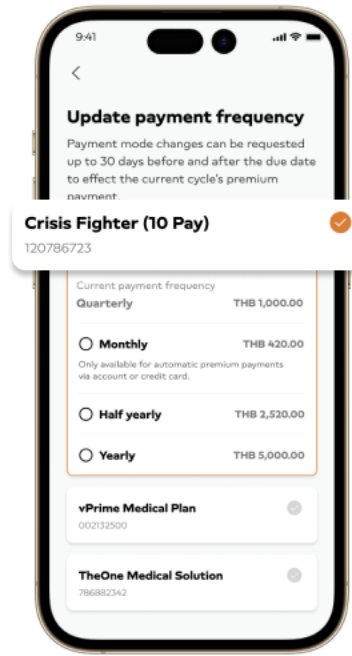 9:41
Update payment frequency
Payment mode changes can be requested
up to 30 days before and after the due date
to effect the current cycle's premium
payment.
Crisis Fighter (10 Pay)
120786723
Current payment frequency
Quarterly THB 1,000.00
Monthly THB 420.00
Only available for automatic premium payments
via account or credit card.
Half yearly THB 2,520.00
Yearly THB 5,000.00
vPrime Medical Plan
002132500
TheOne Medical Solution
786882342